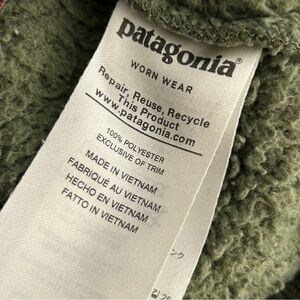 patagonia®
WORN WEAR
Repair, Reuse, Recycle
This Product
www.patagonia.com
100% POLYESTER
EXCLUSIVE OF TRIM
MADE IN VIETNAM
FABRIQUÉ AU VIETNAM
HECHO EN VIETNAM
FATTO IN VIETNAM